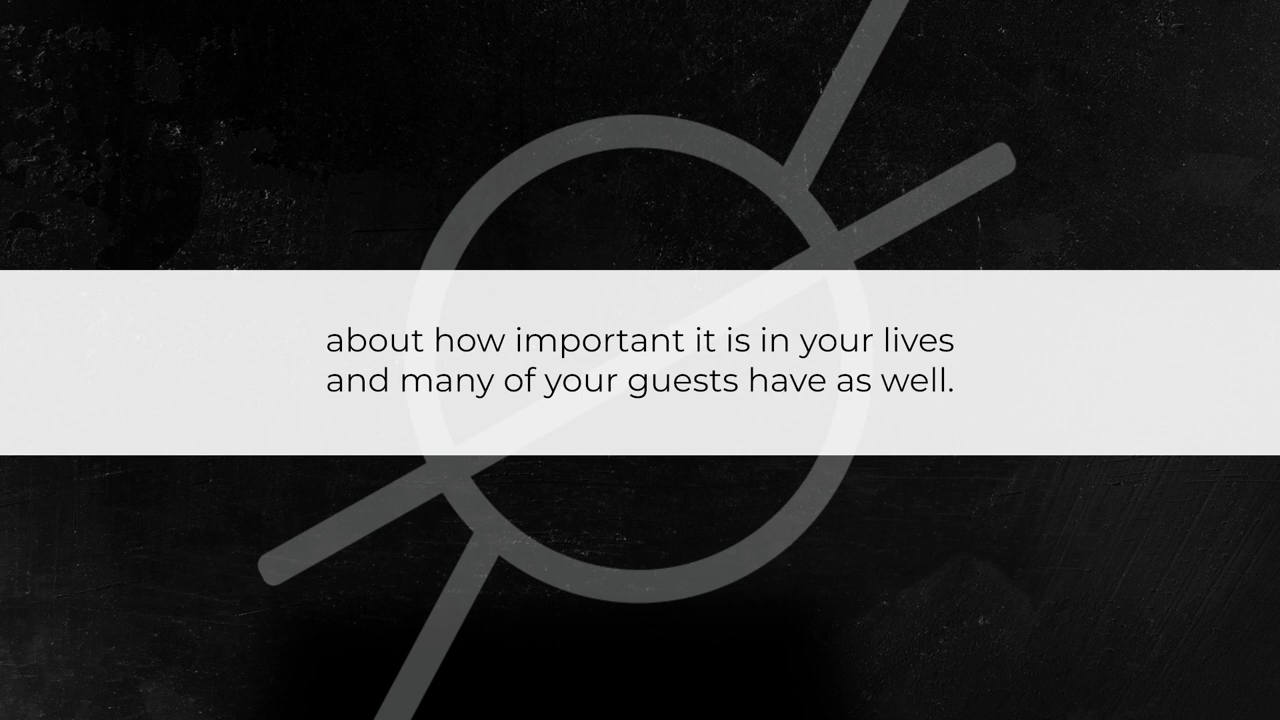 about how important it is in your lives
and many of your guests have as well.